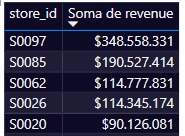 store_id Soma de revenue
S0097 $348.558.331
S0085 $190.527.414
S0062 $114.777.831
S0026 $114.345.174
S0020 $90.126.081